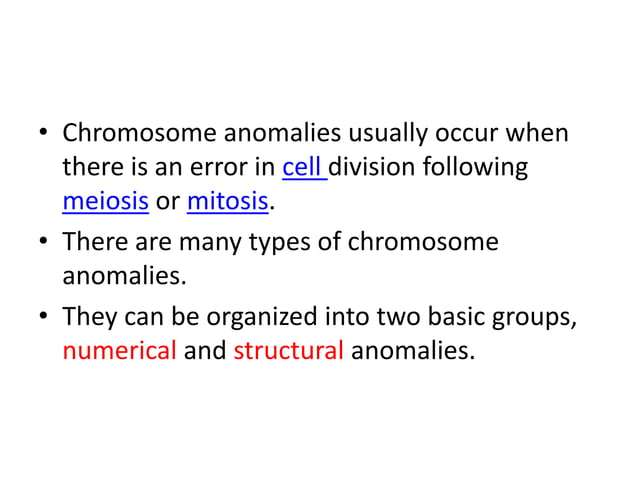 • Chromosome anomalies usually occur when
there is an error in cell division following
meiosis or mitosis.
• There are many types of chromosome
anomalies.
• They can be organized into two basic groups,
numerical and structural anomalies.